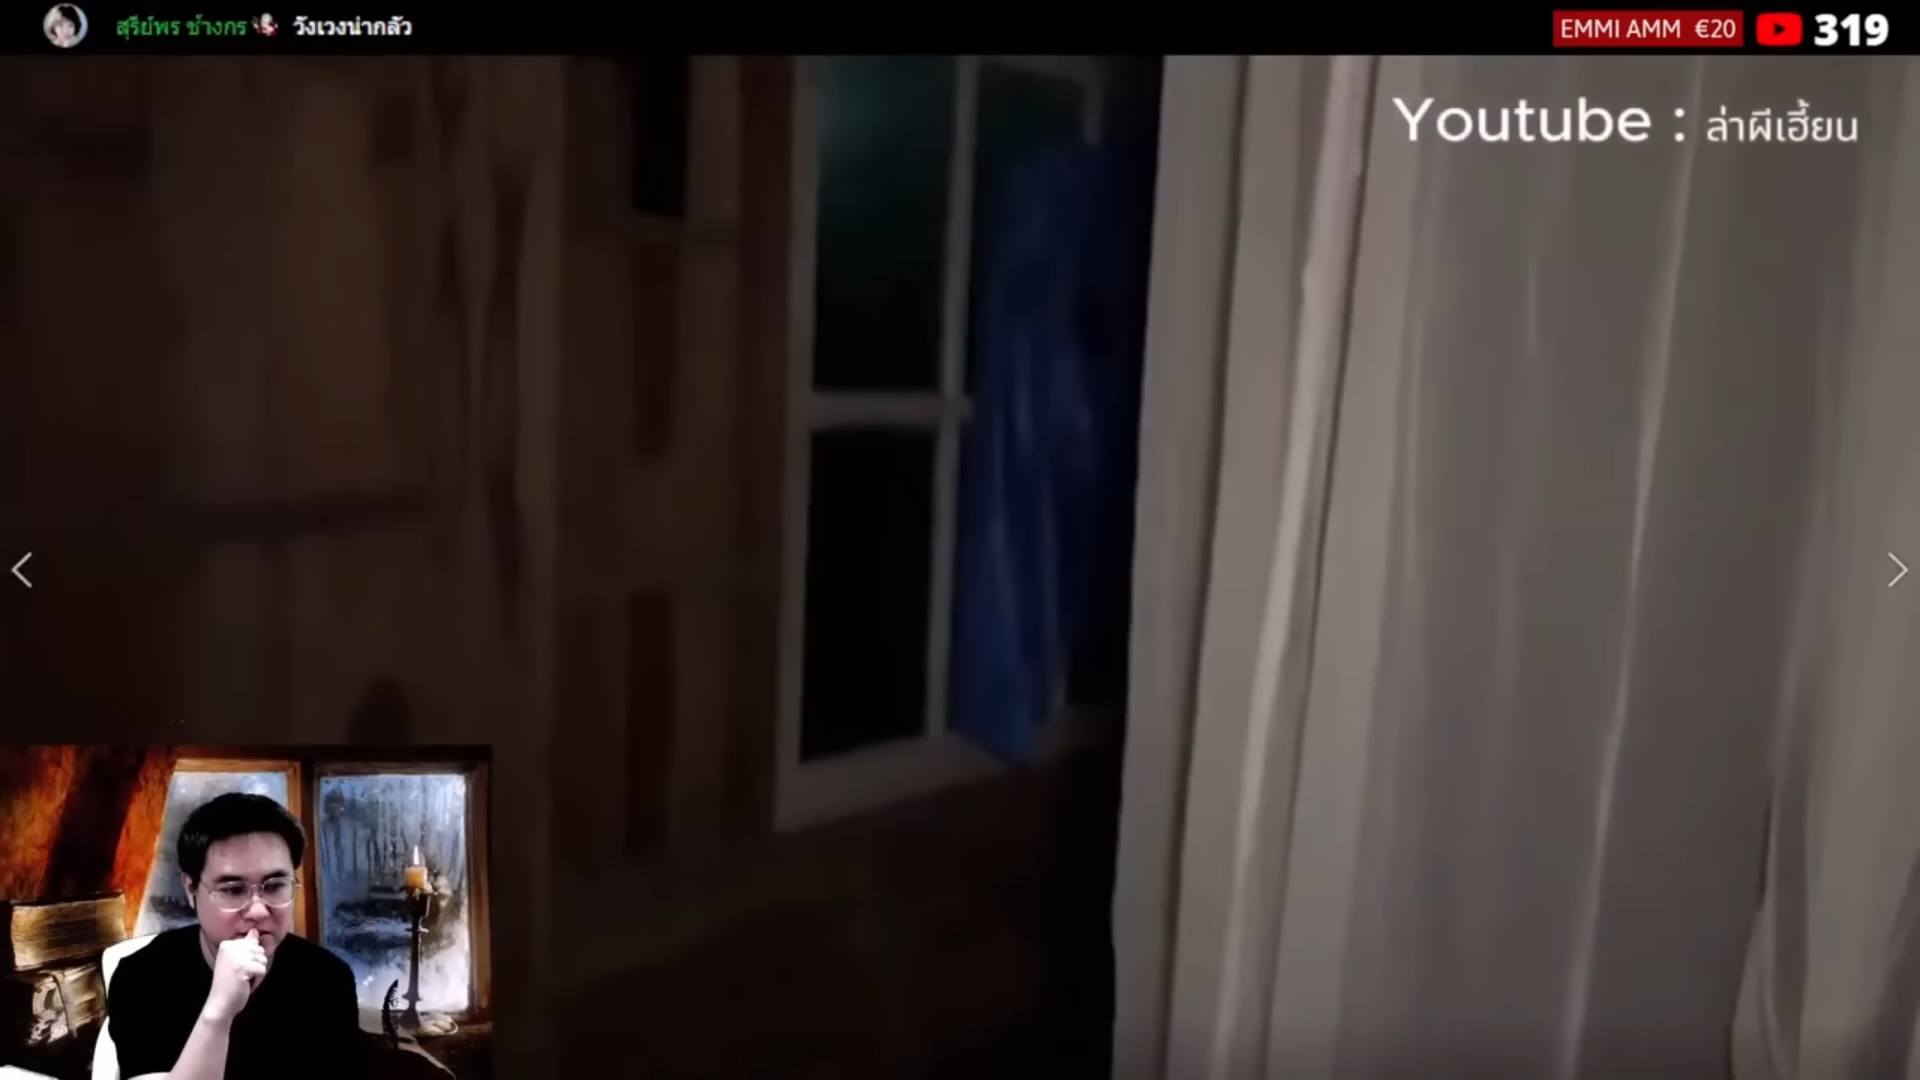 สุรีย์พร ช้างกร วังเวงน่ากลัว
EMMI AMM €20 319
Youtube : ล่าผีเฮี้ยน